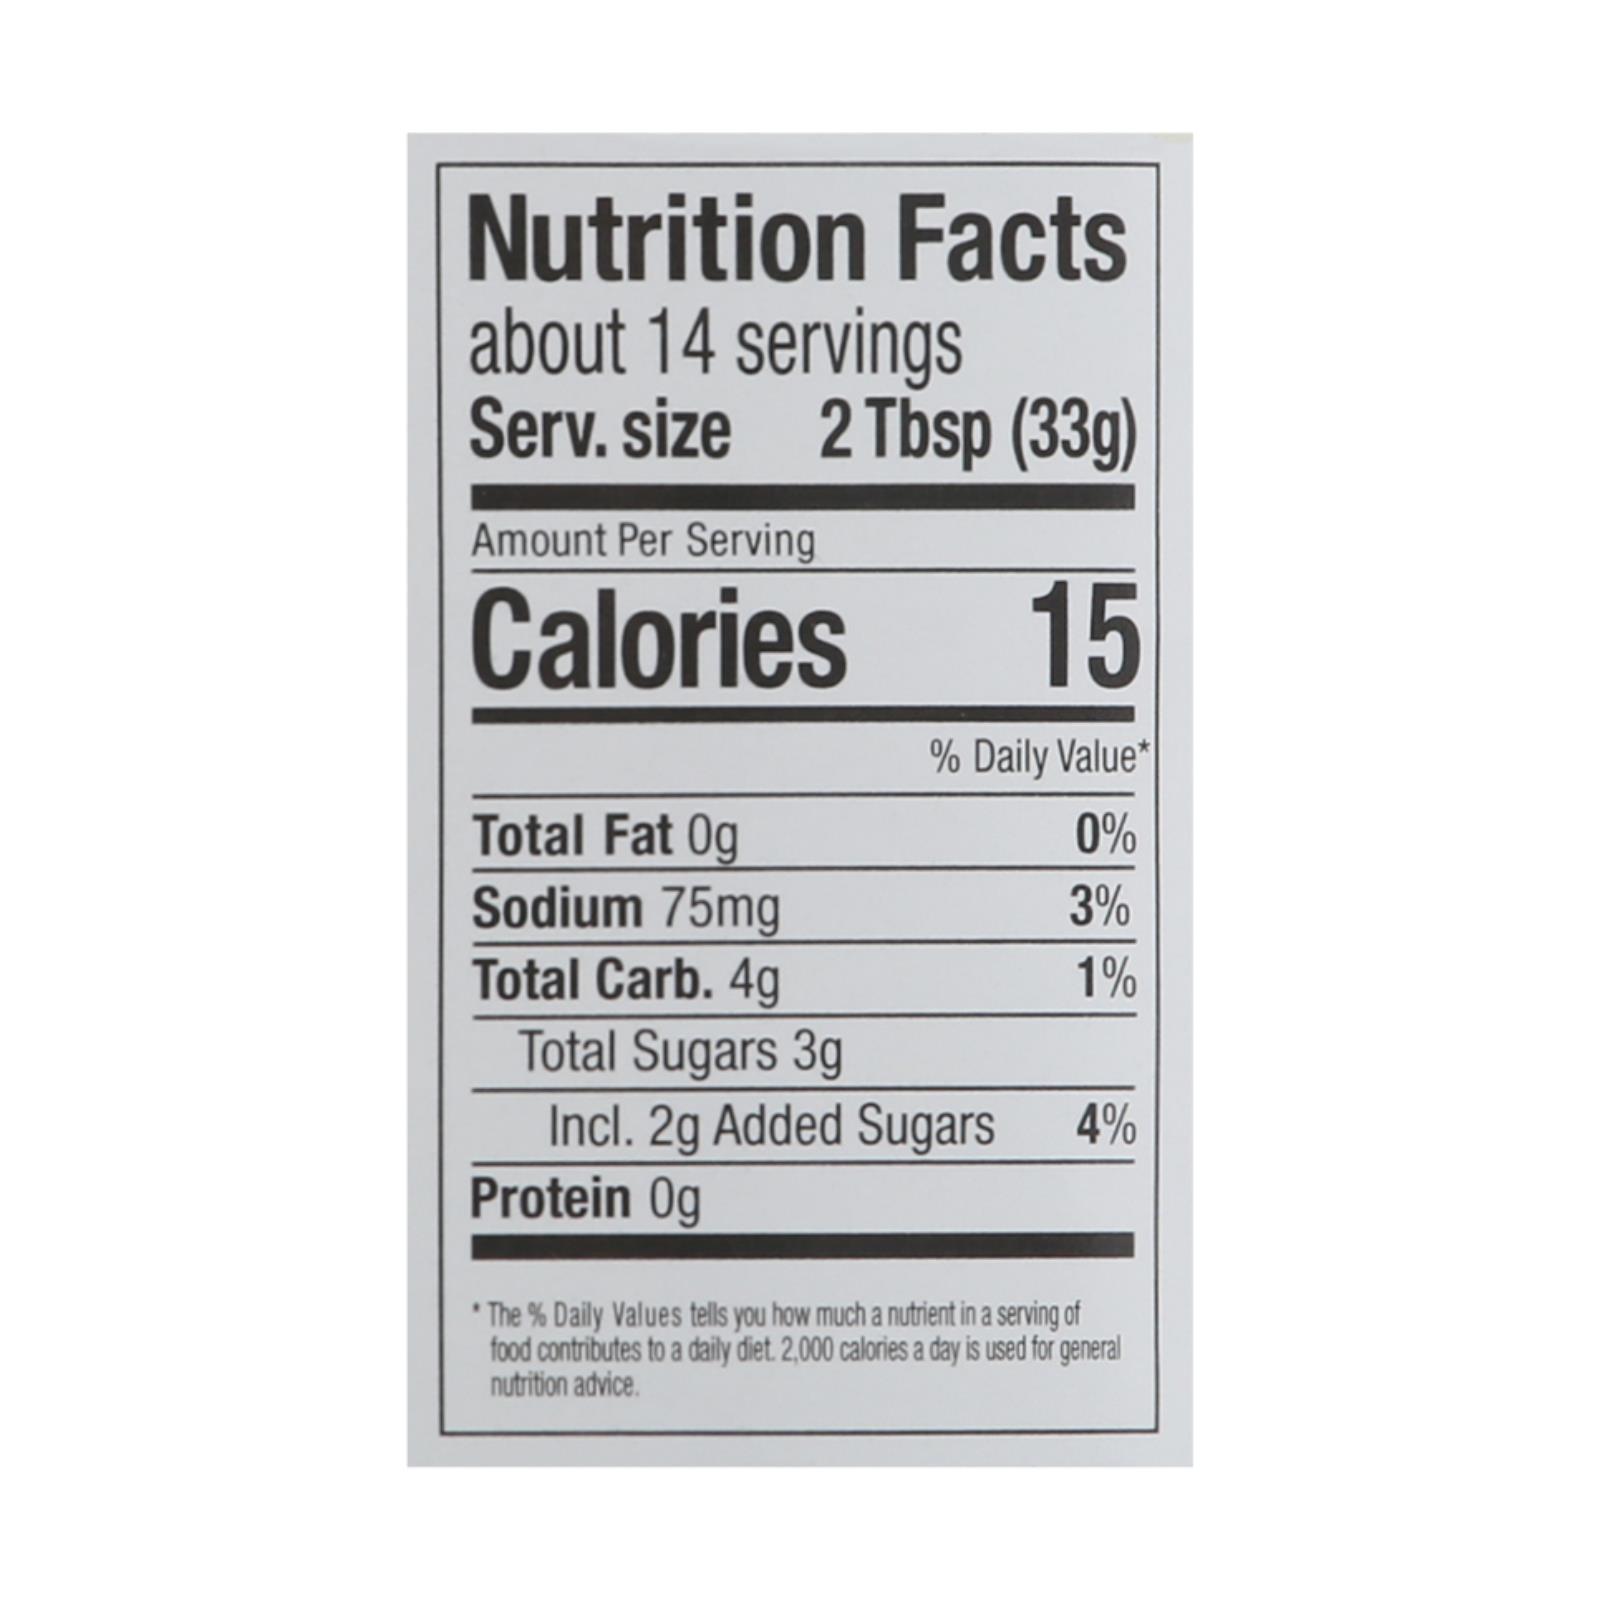 Nutrition Facts
about 14 servings
Serv. size 2 Tbsp (33g)
Amount Per Serving
Calories 15
% Daily Value*
Total Fat 0g 0%
Sodium 75mg 3%
Total Carb. 4g 1%
Total Sugars 3g
Incl. 2g Added Sugars 4%
Protein 0g
* The % Daily Values tells you how much a nutrient in a serving of
food contributes to a daily diet. 2,000 calories a day is used for general
nutrition advice.